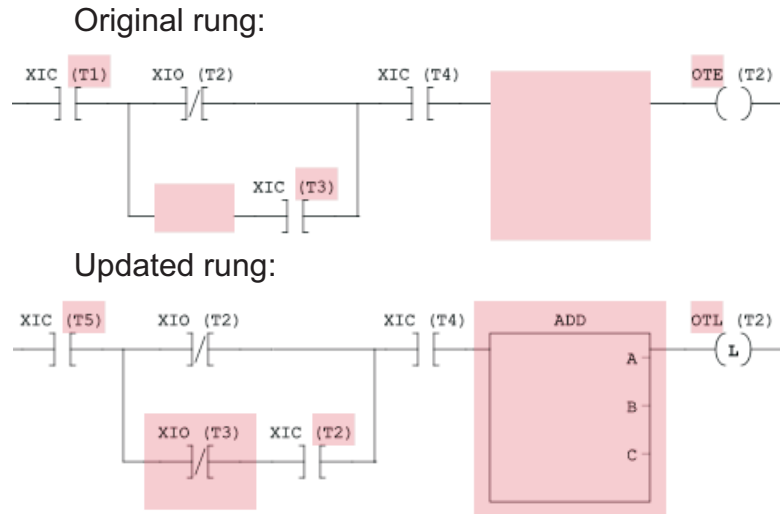 Original rung:
XIC (T1) XIO (T2) XIC (T4) OTE (T2)
XIC (T3)
Updated rung:
XIC (T5) XIO (T2) XIC (T4) ADD OTL (T2)
A
L
B
XIO (T3) XIC (T2)
C